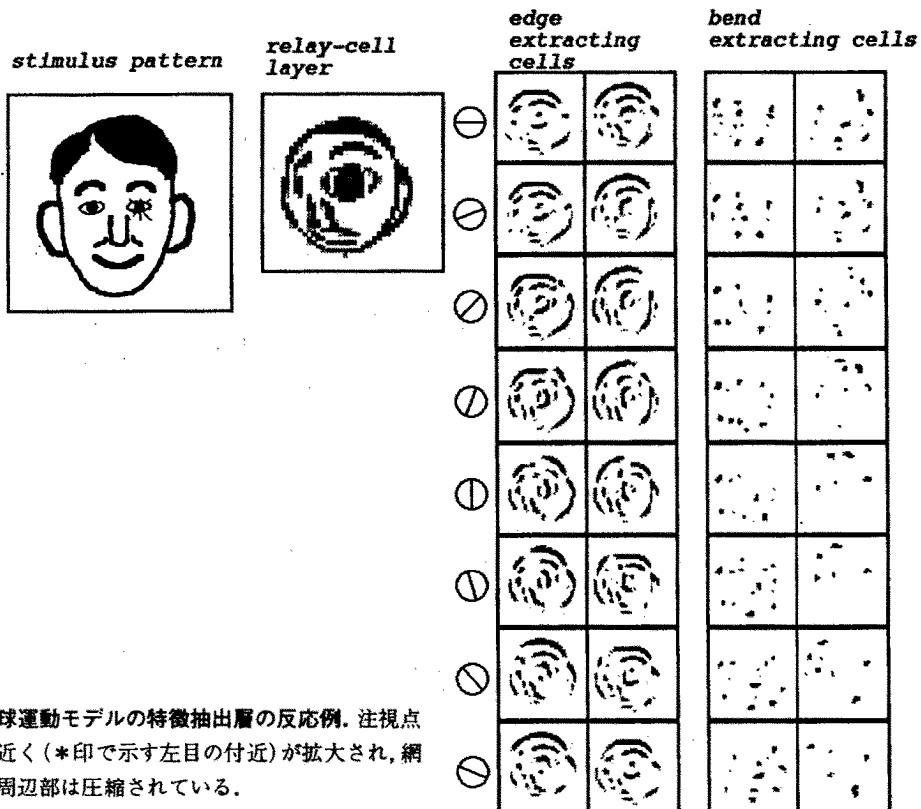 stimulus pattern
relay-cell
layer
edge
extracting
cells
bend
extracting cells
球運動モデルの特徴抽出層の反応例. 注視点
近く(*印で示す左目の付近)が拡大され, 網
周辺部は圧縮されている.